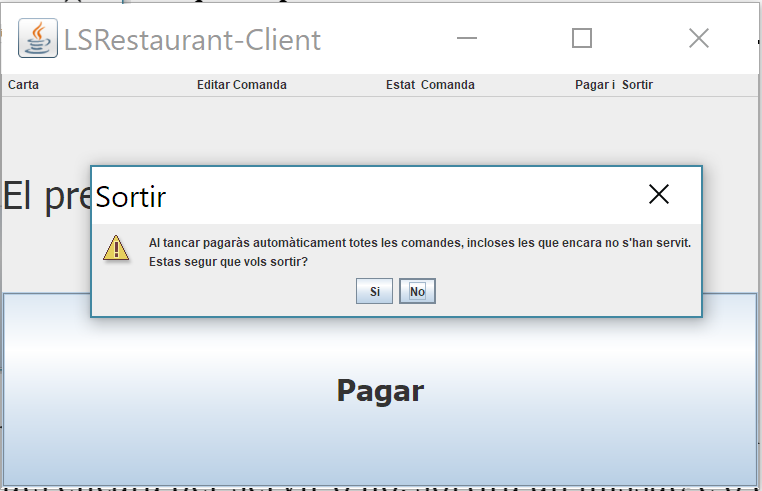 LSRestaurant-Client
Carta Editar Comanda Estat Comanda Pagar i Sortir
El pre
Sortir
Al tancar pagaràs automàticament totes les comandes, incloses les que encara no s'han servit.
Estas segur que vols sortir?
Si No
Pagar